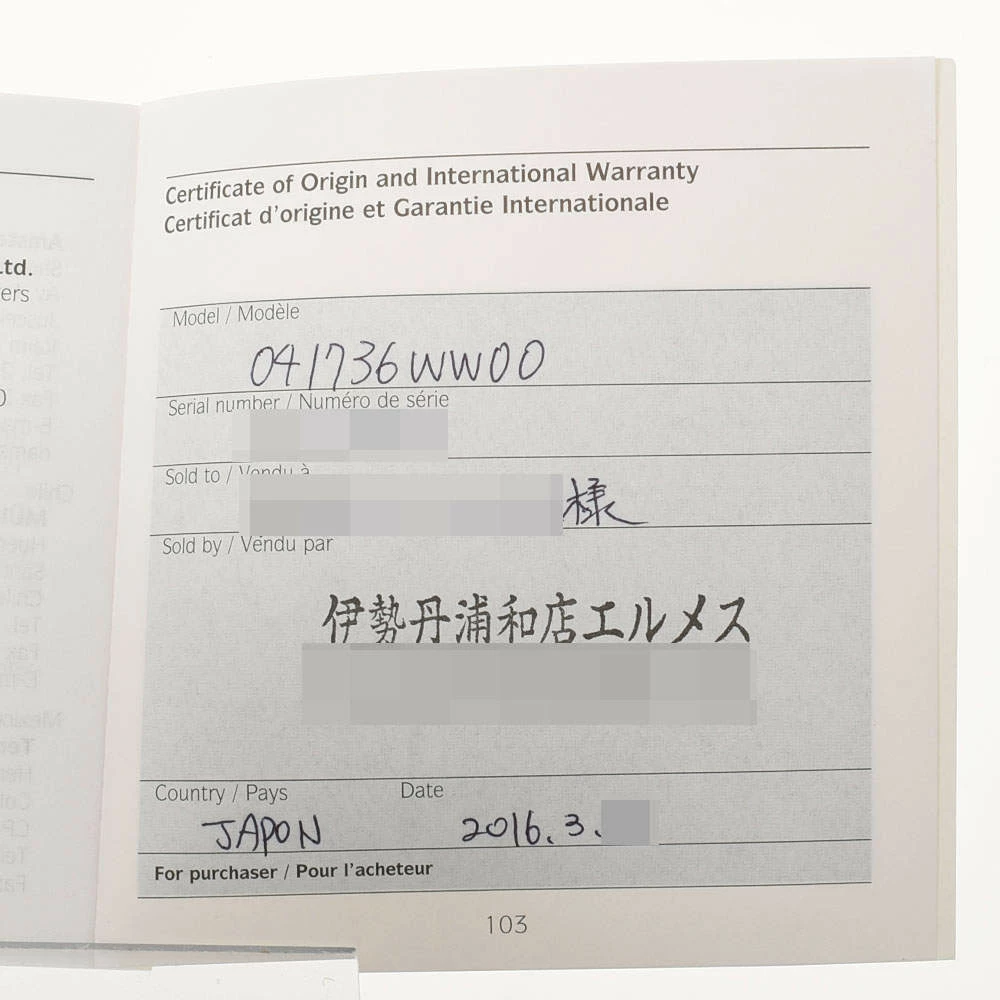 Ltd.
ers
Certificate of Origin and International Warranty
Certificat d'origine et Garantie Internationale
Model / Modèle
041736WW00
Serial number / Numéro de série
Sold to / Vendu à
様
Sold by / Vendu par
伊勢丹浦和店エルメス
Country / Pays
Date
JAPON
2016.3.
For purchaser / Pour l'acheteur
103